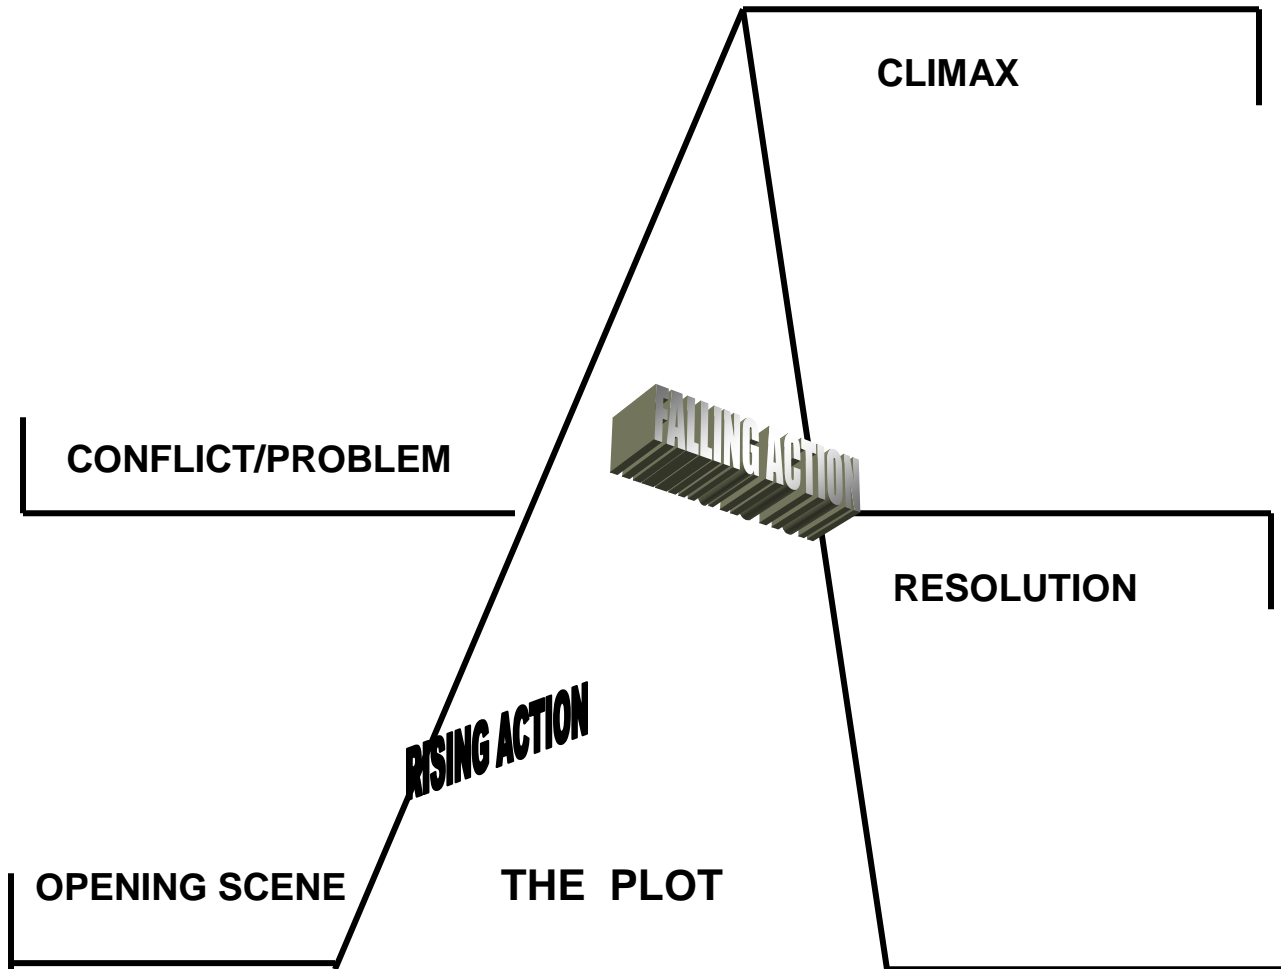 CLIMAX
FALLING ACTION
CONFLICT/PROBLEM
RESOLUTION
RISING ACTION
OPENING SCENE
THE PLOT